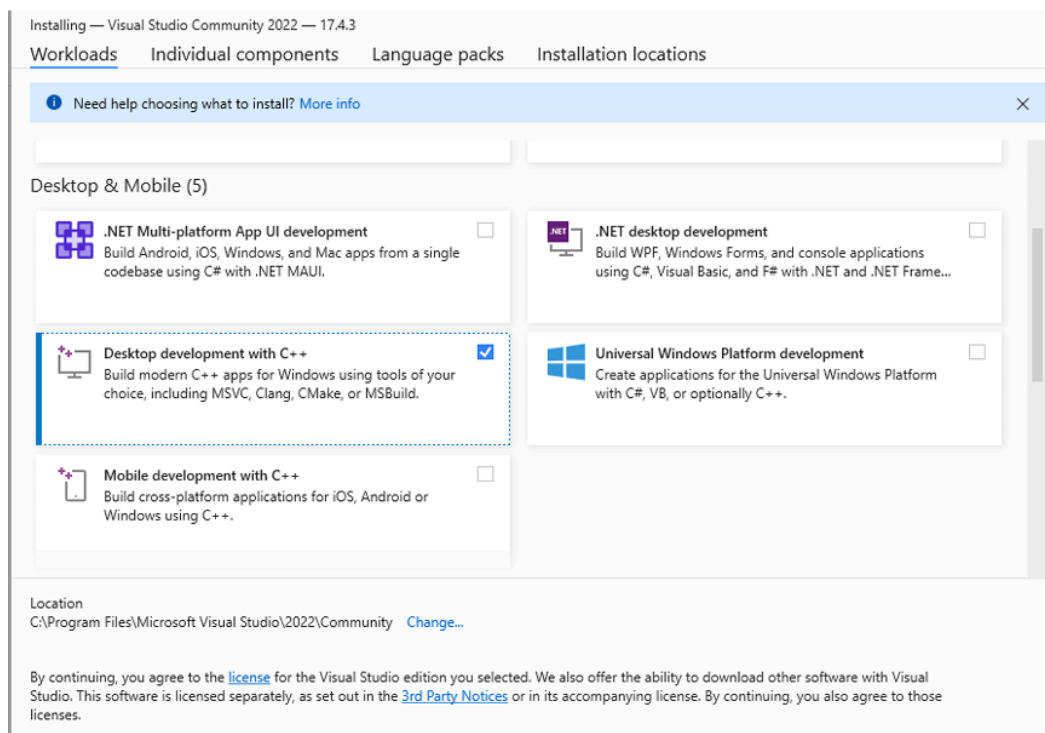 Installing — Visual Studio Community 2022 — 17.4.3
Workloads Individual components Language packs Installation locations
Need help choosing what to install? More info
Desktop & Mobile (5)
.NET Multi-platform App UI development
Build Android, iOS, Windows, and Mac apps from a single
codebase using C# with .NET MAUI.
.NET
.NET desktop development
Build WPF, Windows Forms, and console applications
using C#, Visual Basic, and F# with .NET and .NET Frame...
Desktop development with C++
Build modern C++ apps for Windows using tools of your
choice, including MSVC, Clang, CMake, or MSBuild.
Universal Windows Platform development
Create applications for the Universal Windows Platform
with C#, VB, or optionally C++.
Mobile development with C++
Build cross-platform applications for iOS, Android or
Windows using C++.
Location
C:\Program Files\Microsoft Visual Studio\2022\Community Change...
By continuing, you agree to the license for the Visual Studio edition you selected. We also offer the ability to download other software with Visual
Studio. This software is licensed separately, as set out in the 3rd Party Notices or in its accompanying license. By continuing, you also agree to those
licenses.